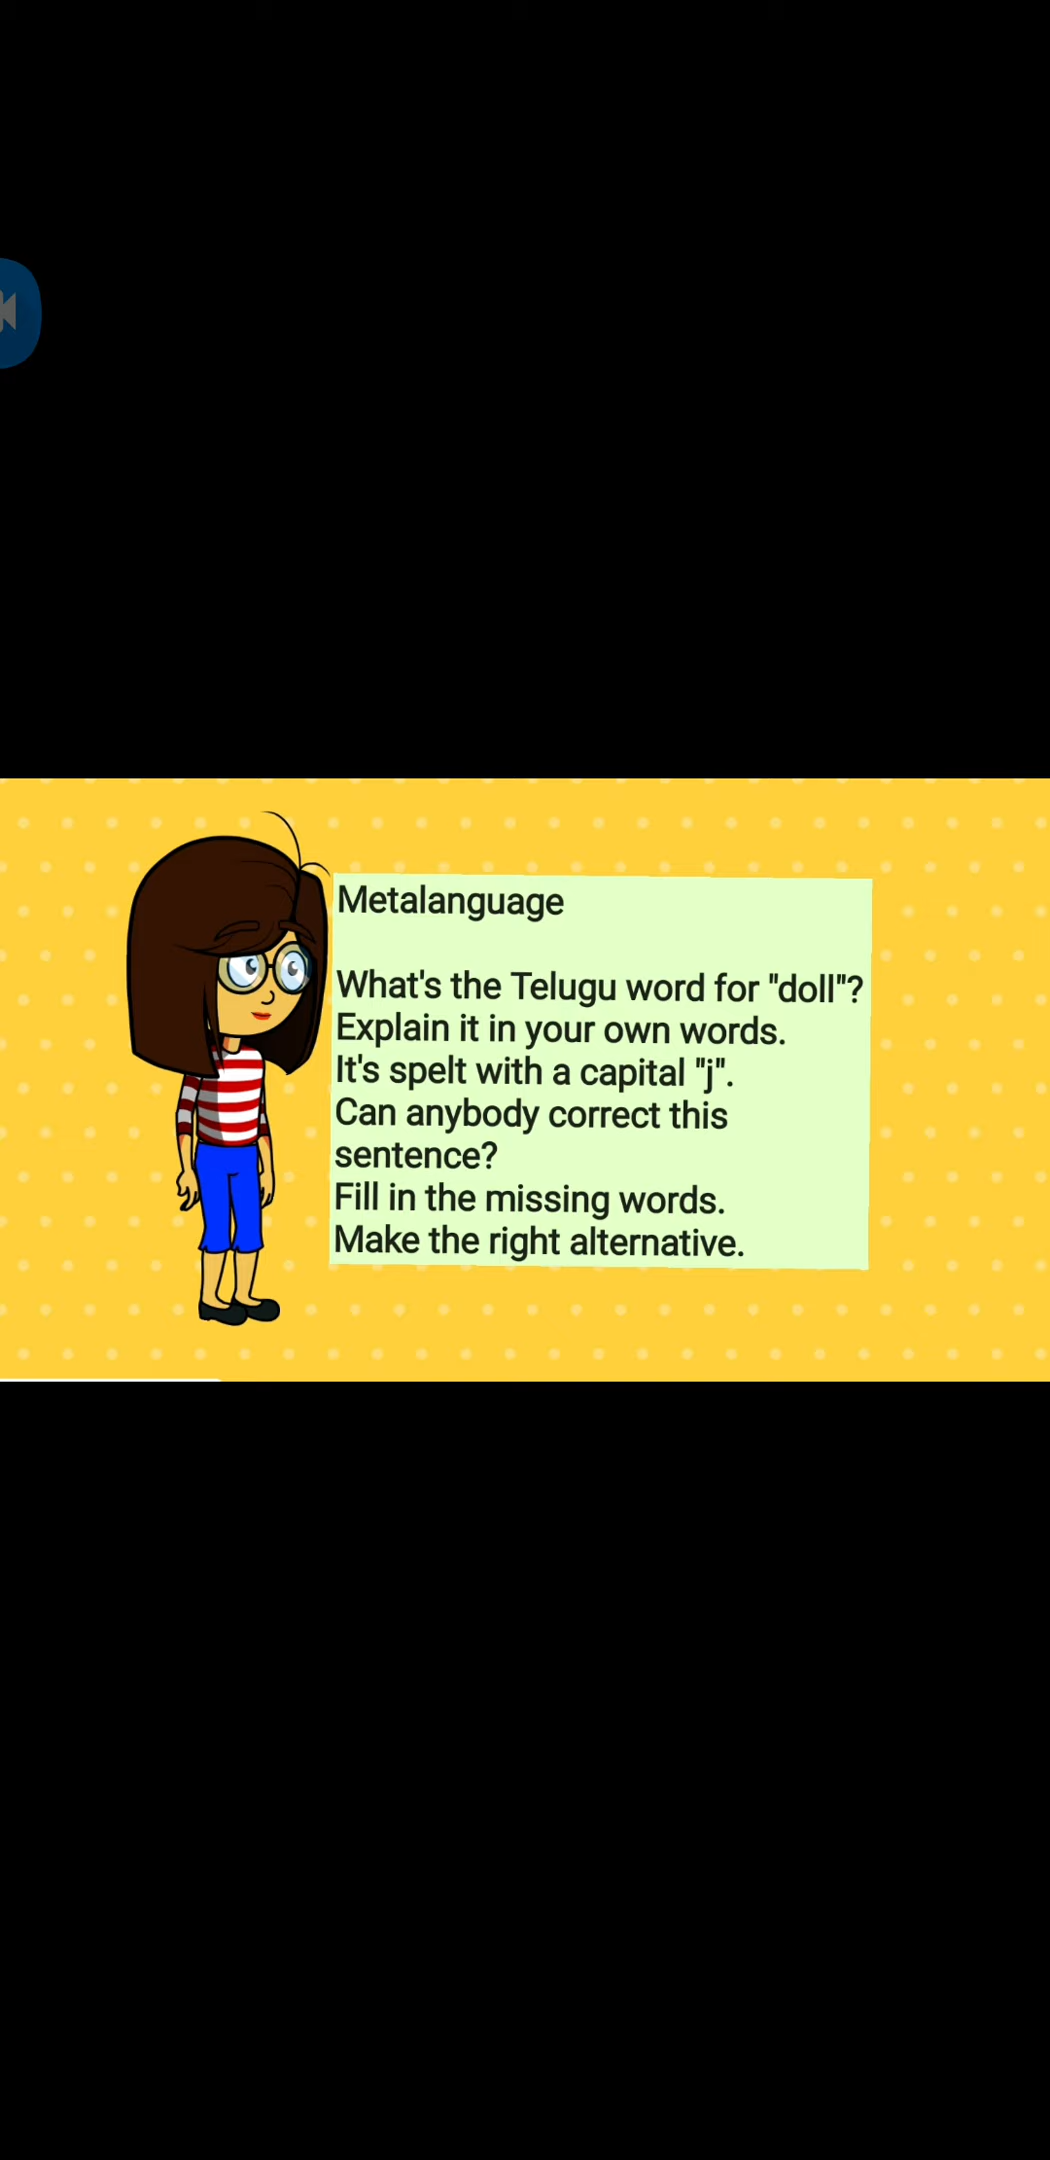 Metalanguage
What's the Telugu word for "doll"?
Explain it in your own words.
It's spelt with a capital "j".
Can anybody correct this
sentence?
Fill in the missing words.
Make the right alternative.